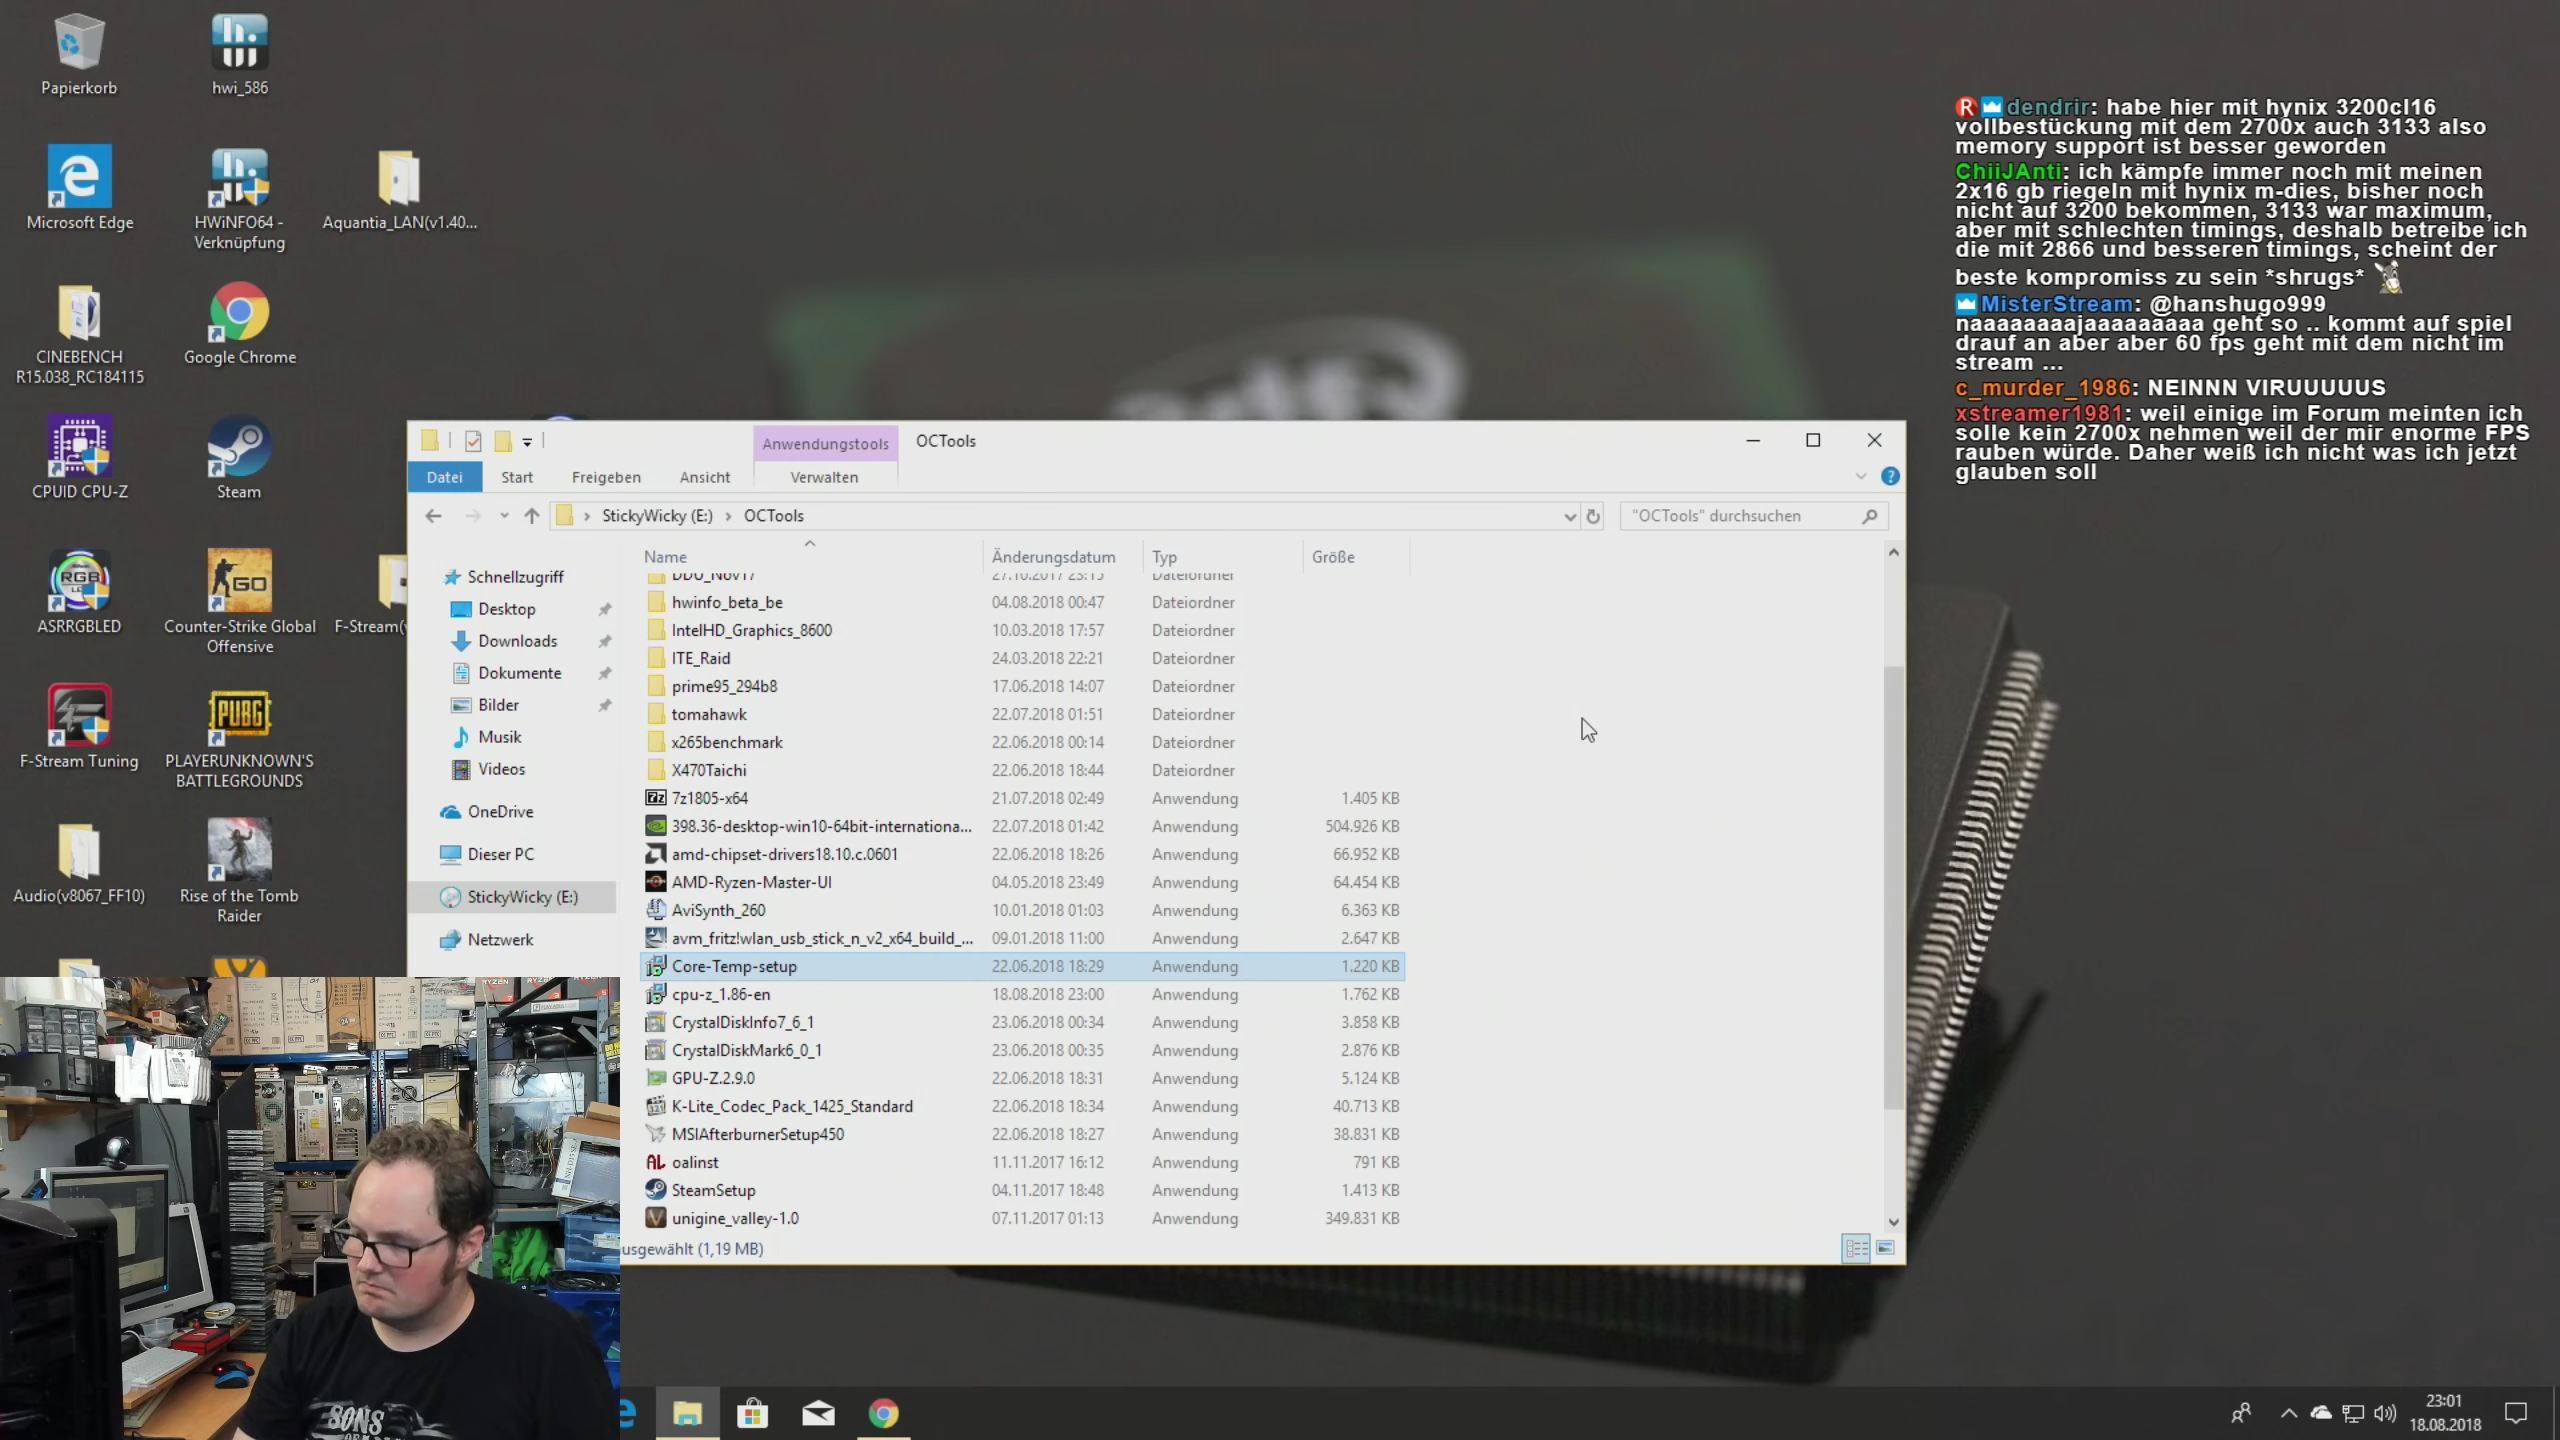 Papierkorb
hwi_586
Microsoft Edge
HWiNFO64 -
Verknüpfung
Aquantia_LAN(v1.40...
CINEBENCH
R15.038_RC184115
Google Chrome
CPUID CPU-Z
Steam
ASRRGBLED
Counter-Strike Global
Offensive
F-Stream(v
F-Stream Tuning
PLAYERUNKNOWN'S
BATTLEGROUNDS
Audio(v8067_FF10)
Rise of the Tomb
Raider
Anwendungstools
OCTools
Datei
Start
Freigeben
Ansicht
Verwalten
StickyWicky (E:)
OCTools
"OCTools" durchsuchen
Schnellzugriff
Desktop
Downloads
Dokumente
Bilder
Musik
Videos
OneDrive
Dieser PC
StickyWicky (E:)
Netzwerk
Name Änderungsdatum Typ Größe
DDU_Nov17 27.10.2017 23:15 Dateiordner
hwinfo_beta_be 04.08.2018 00:47 Dateiordner
IntelHD_Graphics_8600 10.03.2018 17:57 Dateiordner
ITE_Raid 24.03.2018 22:21 Dateiordner
prime95_294b8 17.06.2018 14:07 Dateiordner
tomahawk 22.07.2018 01:51 Dateiordner
x265benchmark 22.06.2018 00:14 Dateiordner
X470Taichi 22.06.2018 18:44 Dateiordner
7z1805-x64 21.07.2018 02:49 Anwendung 1.405 KB
398.36-desktop-win10-64bit-internationa... 22.07.2018 01:42 Anwendung 504.926 KB
amd-chipset-drivers18.10.c.0601 22.06.2018 18:26 Anwendung 66.952 KB
AMD-Ryzen-Master-UI 04.05.2018 23:49 Anwendung 64.454 KB
AviSynth_260 10.01.2018 01:03 Anwendung 6.363 KB
avm_fritz!wlan_usb_stick_n_v2_x64_build_... 09.01.2018 11:00 Anwendung 2.647 KB
Core-Temp-setup 22.06.2018 18:29 Anwendung 1.220 KB
cpu-z_1.86-en 18.08.2018 23:00 Anwendung 1.762 KB
CrystalDiskInfo7_6_1 23.06.2018 00:34 Anwendung 3.858 KB
CrystalDiskMark6_0_1 23.06.2018 00:35 Anwendung 2.876 KB
GPU-Z.2.9.0 22.06.2018 18:31 Anwendung 5.124 KB
K-Lite_Codec_Pack_1425_Standard 22.06.2018 18:34 Anwendung 40.713 KB
MSIAfterburnerSetup450 22.06.2018 18:27 Anwendung 38.831 KB
oalinst 11.11.2017 16:12 Anwendung 791 KB
SteamSetup 04.11.2017 18:48 Anwendung 1.413 KB
unigine_valley-1.0 07.11.2017 01:13 Anwendung 349.831 KB
usgewählt (1,19 MB)
dendrir: habe hier mit hynix 3200cl16
vollbestückung mit dem 2700x auch 3133 also
memory support ist besser geworden
ChiiJAnti: ich kämpfe immer noch mit meinen
2x16 gb riegeln mit hynix m-dies, bisher noch
nicht auf 3200 bekommen, 3133 war maximum,
aber mit schlechten timings, deshalb betreibe ich
die mit 2866 und besseren timings, scheint der
beste kompromiss zu sein *shrugs*
MisterStream: @hanshugo999
naaaaaaaajaaaaaaaaa geht so .. kommt auf spiel
drauf an aber aber 60 fps geht mit dem nicht im
stream ...
c_murder_1986: NEINNN VIRUUUUUS
xstreamer1981: weil einige im Forum meinten ich
solle kein 2700x nehmen weil der mir enorme FPS
rauben würde. Daher weiß ich nicht was ich jetzt
glauben soll
SONS
23:01
18.08.2018